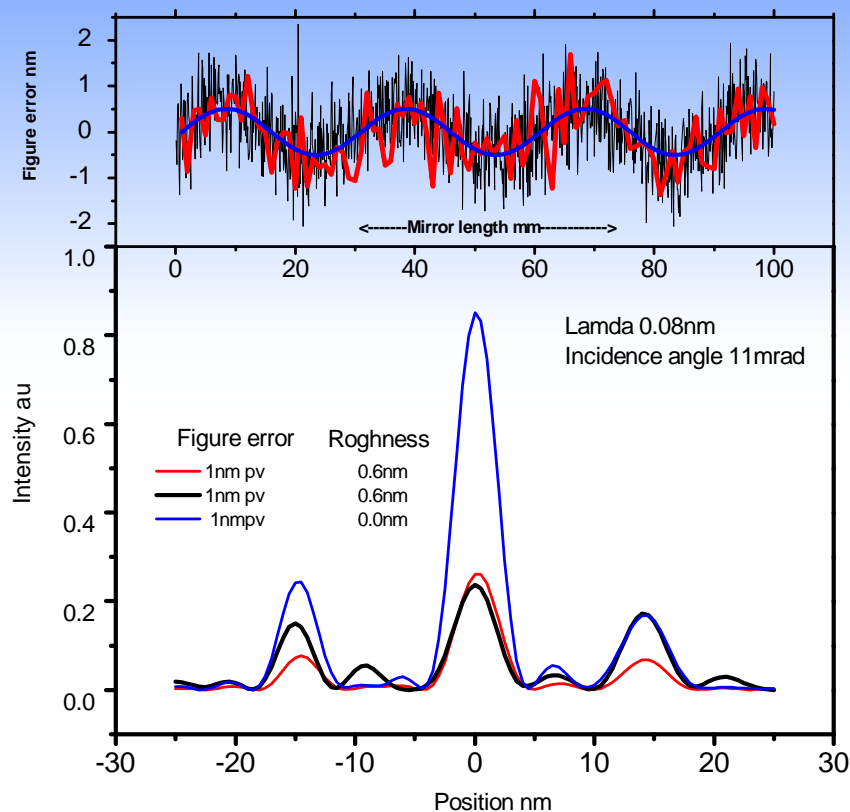 Figure error nm
2
1
0
-1
-2
<-------Mirror length mm------------>
0 20 40 60 80 100
Intensity au
1.0
0.8
0.6
0.4
0.2
0.0
Lamda 0.08nm
Incidence angle 11mrad
Figure error Roghness
1nm pv 0.6nm
1nm pv 0.6nm
1nmpv 0.0nm
-30 -20 -10 0 10 20 30
Position nm